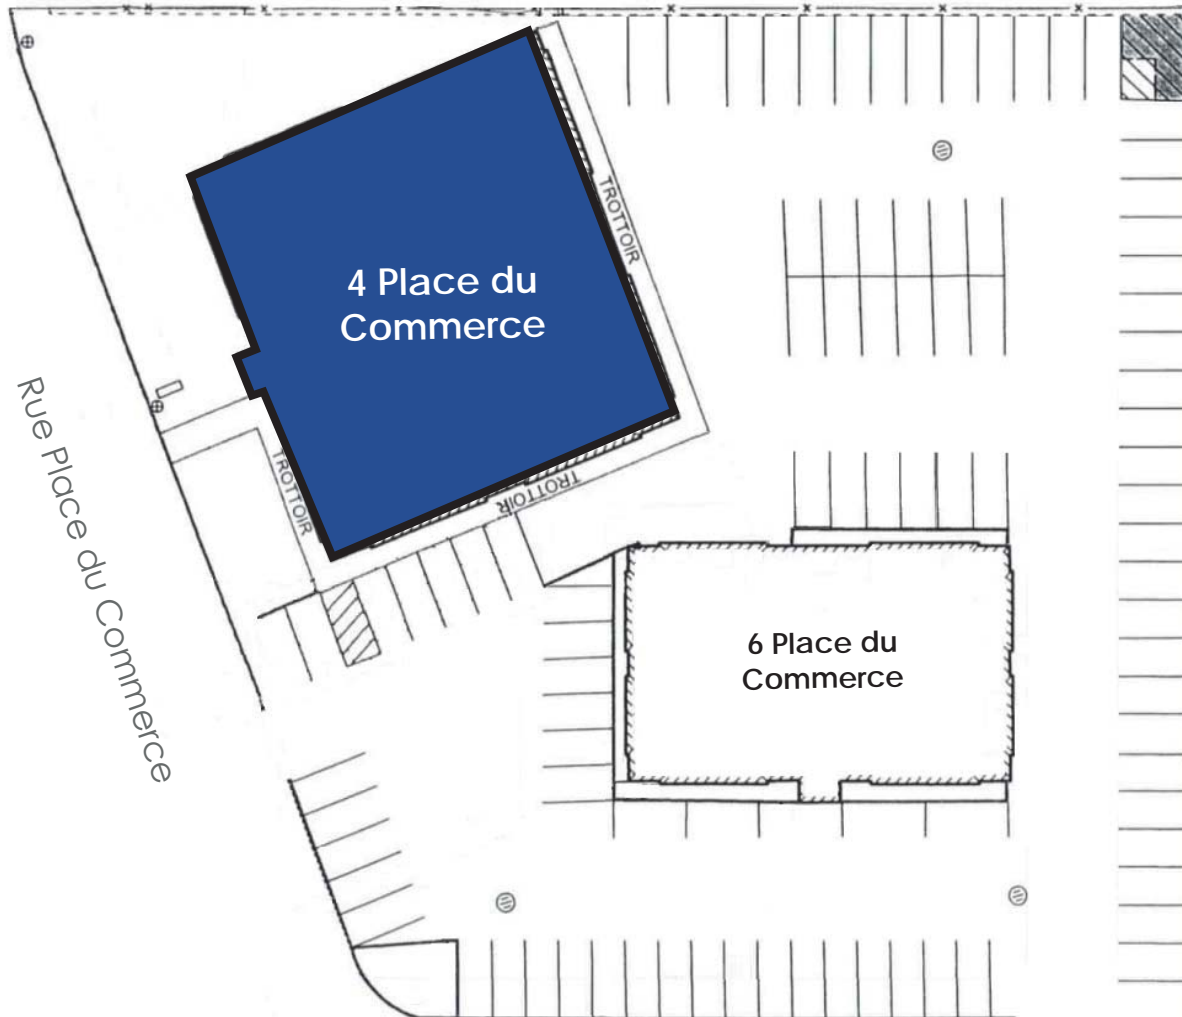 TROTTOIR
4 Place du
Commerce
Rue Place du Commerce
TROTTOIR
TROTTOIR
6 Place du
Commerce